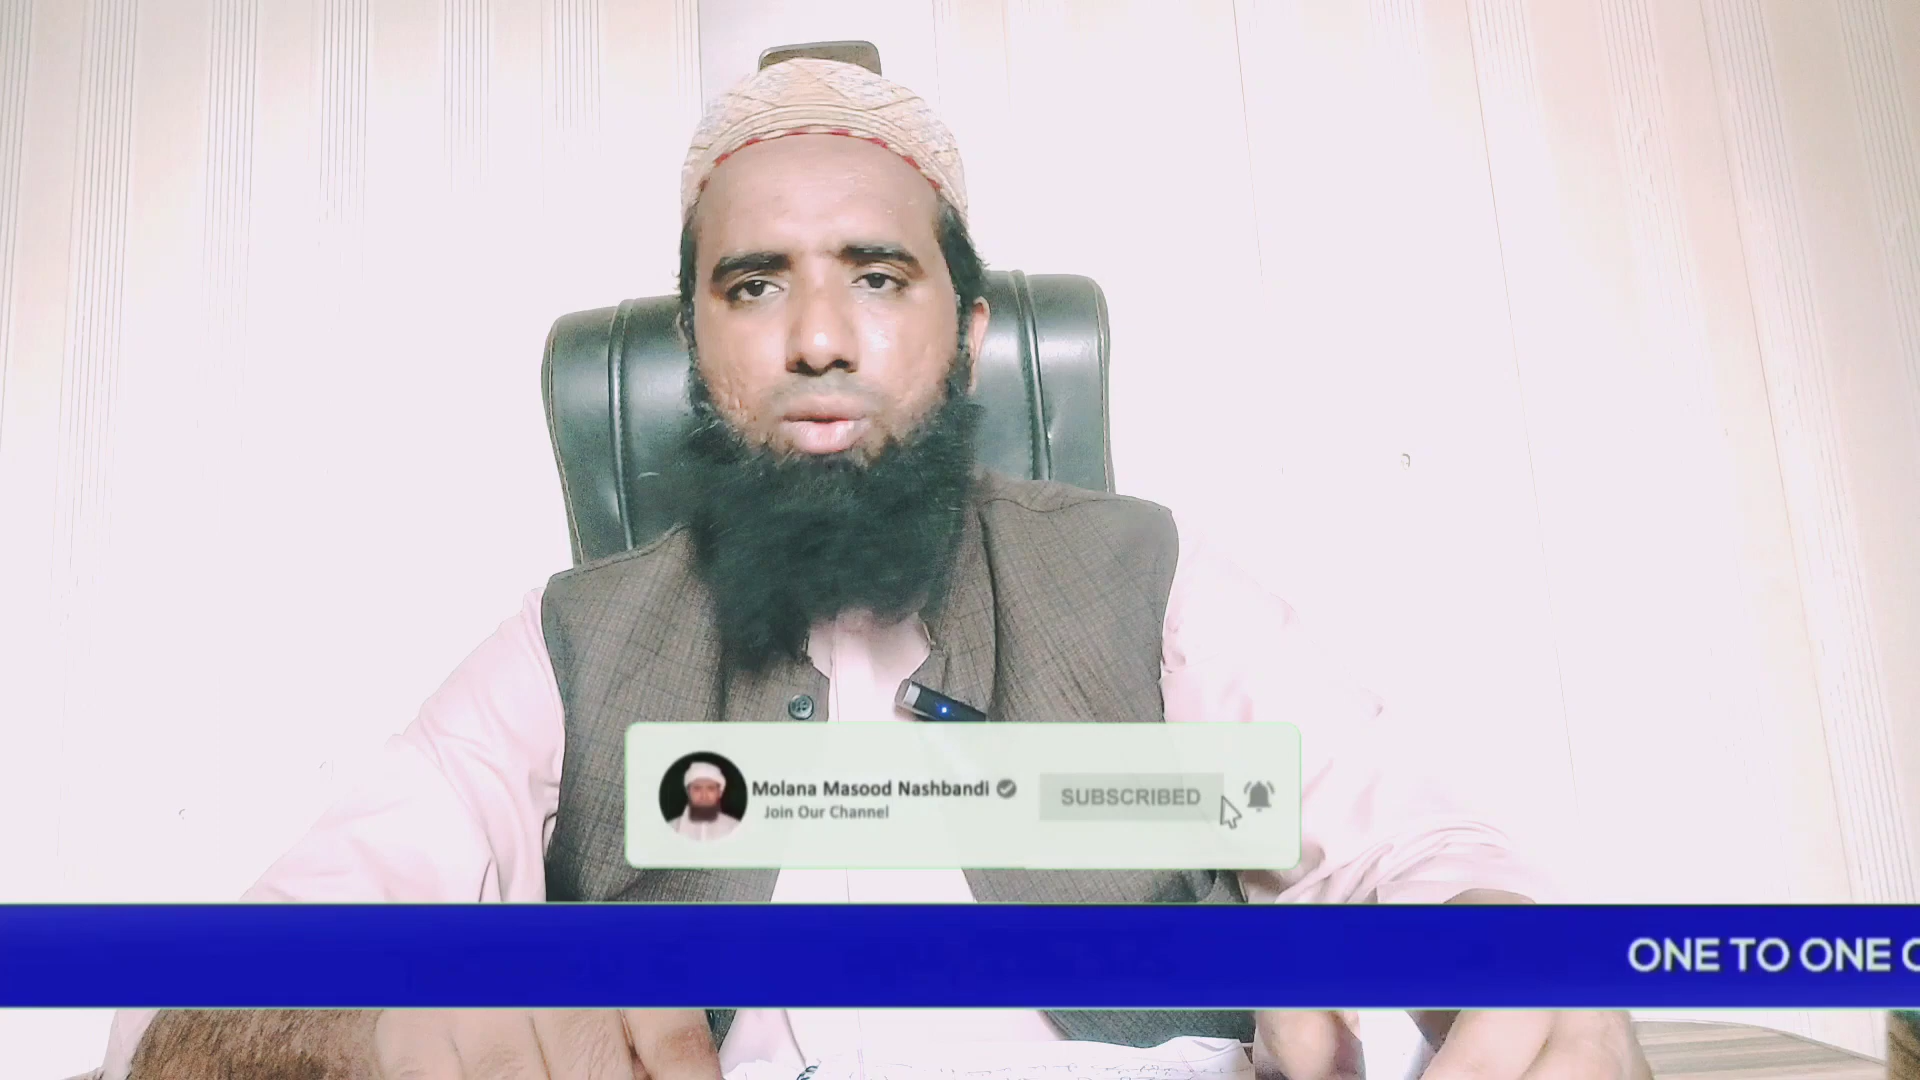 Molana Masood Nashbandi
Join Our Channel
SUBSCRIBED
ONE TO ONE